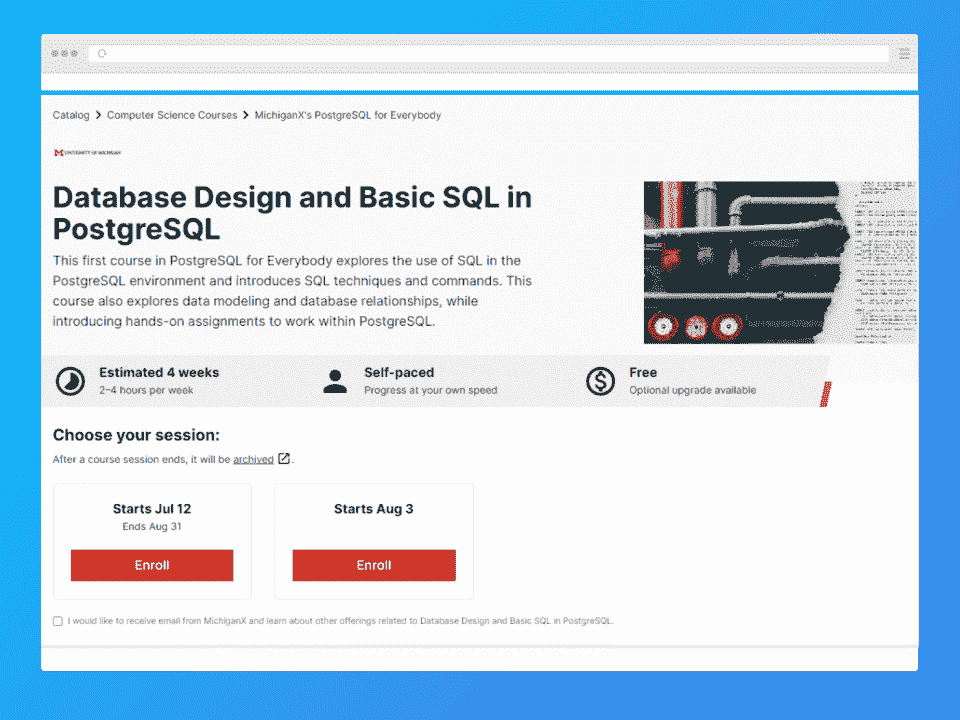 Catalog > Computer Science Courses > MichiganX's PostgreSQL for Everybody
UNIVERSITY OF MICHIGAN
Database Design and Basic SQL in
PostgreSQL
This first course in PostgreSQL for Everybody explores the use of SQL in the
PostgreSQL environment and introduces SQL techniques and commands. This
course also explores data modeling and database relationships, while
introducing hands-on assignments to work within PostgreSQL.
Estimated 4 weeks
2–4 hours per week
Self-paced
Progress at your own speed
Free
Optional upgrade available
Choose your session:
After a course session ends, it will be archived.
Starts Jul 12
Ends Aug 31
Enroll
Starts Aug 3
Enroll
I would like to receive email from MichiganX and learn about other offerings related to Database Design and Basic SQL in PostgreSQL.